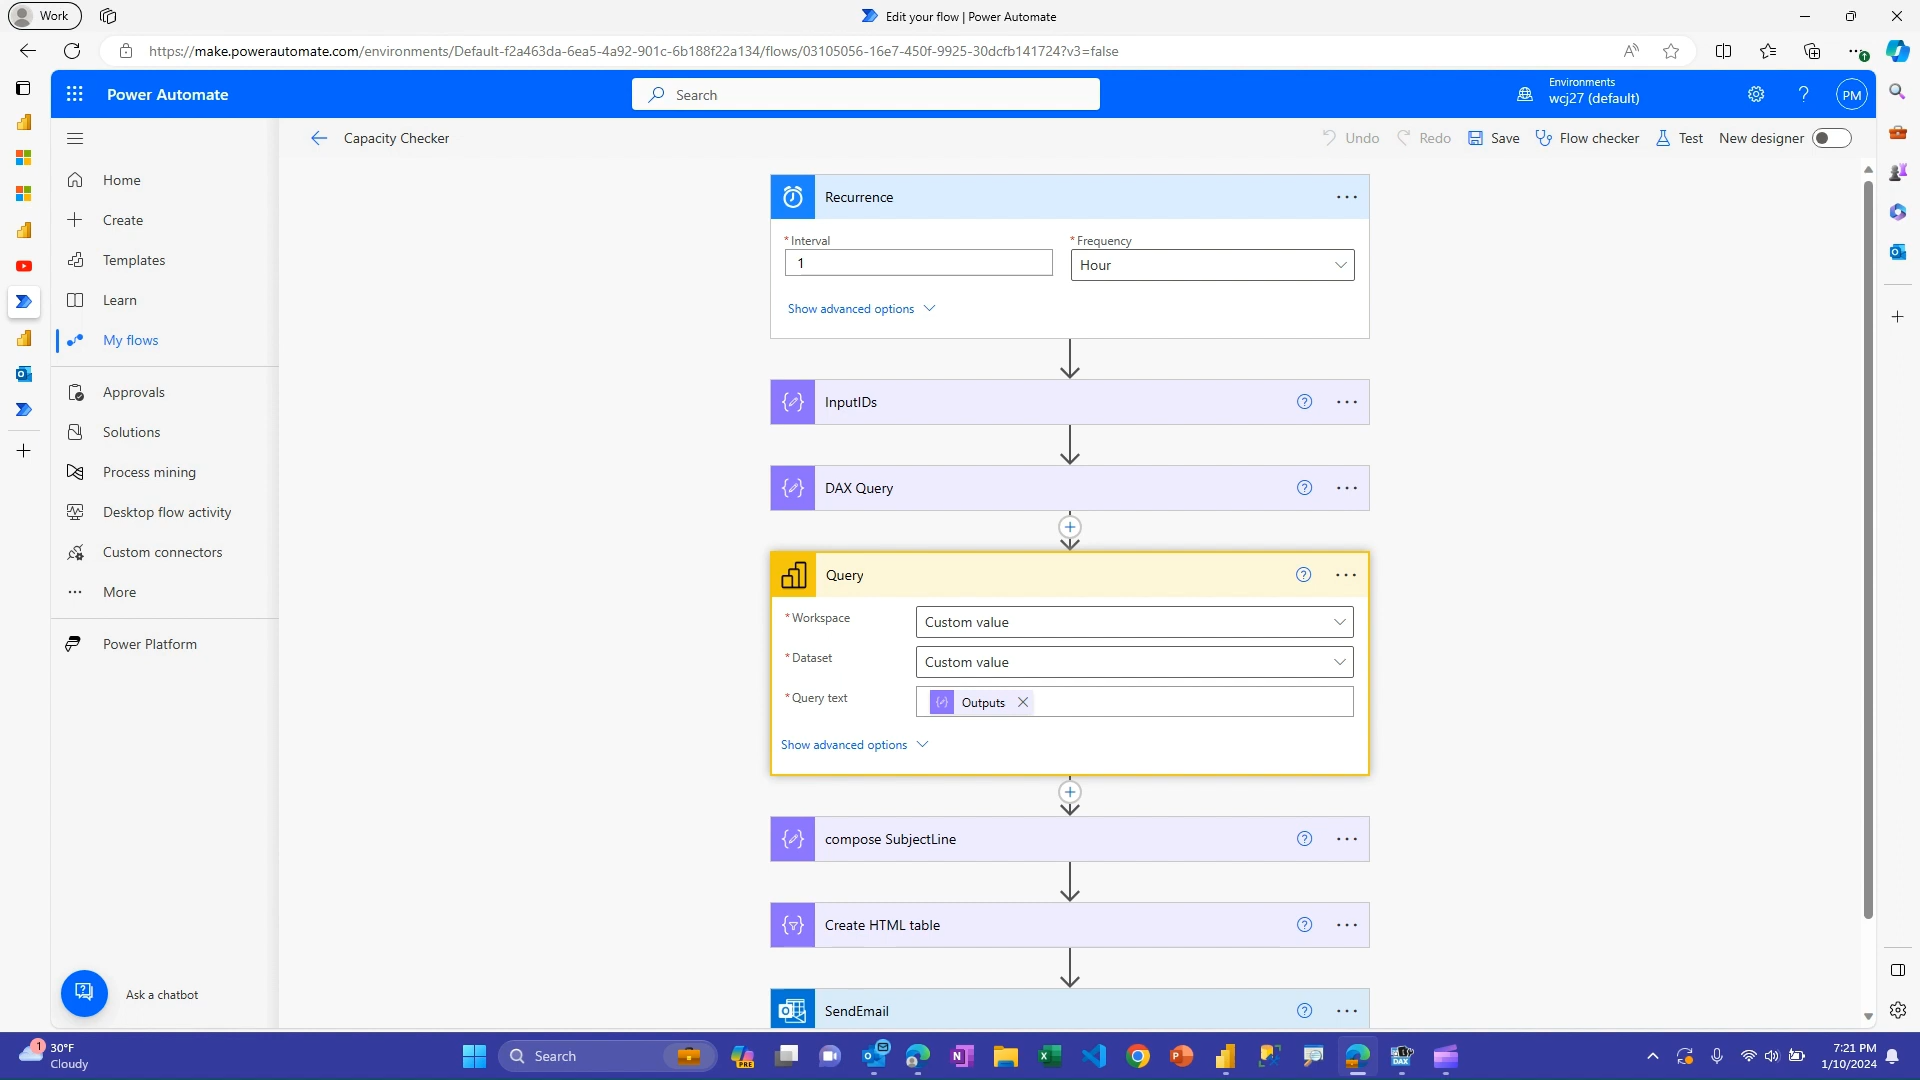 Work
Edit your flow | Power Automate
https://make.powerautomate.com/environments/Default-f2a463da-6ea5-4a92-901c-6b188f22a134/flows/03105056-16e7-450f-9925-30dcfb141724?v3=false
Power Automate
Search
Environments
wcj27 (default)
?
PM
Capacity Checker
Undo
Redo
Save
Flow checker
Test
New designer
Home
Create
Templates
Learn
My flows
Approvals
Solutions
Process mining
Desktop flow activity
Custom connectors
More
Power Platform
Ask a chatbot
Recurrence
* Interval
1
* Frequency
Hour
Show advanced options
InputIDs
DAX Query
Query
* Workspace
Custom value
* Dataset
Custom value
* Query text
Outputs
Show advanced options
compose SubjectLine
Create HTML table
SendEmail
1
30°F
Cloudy
Search
PRE
DAX
7:21 PM
1/10/2024